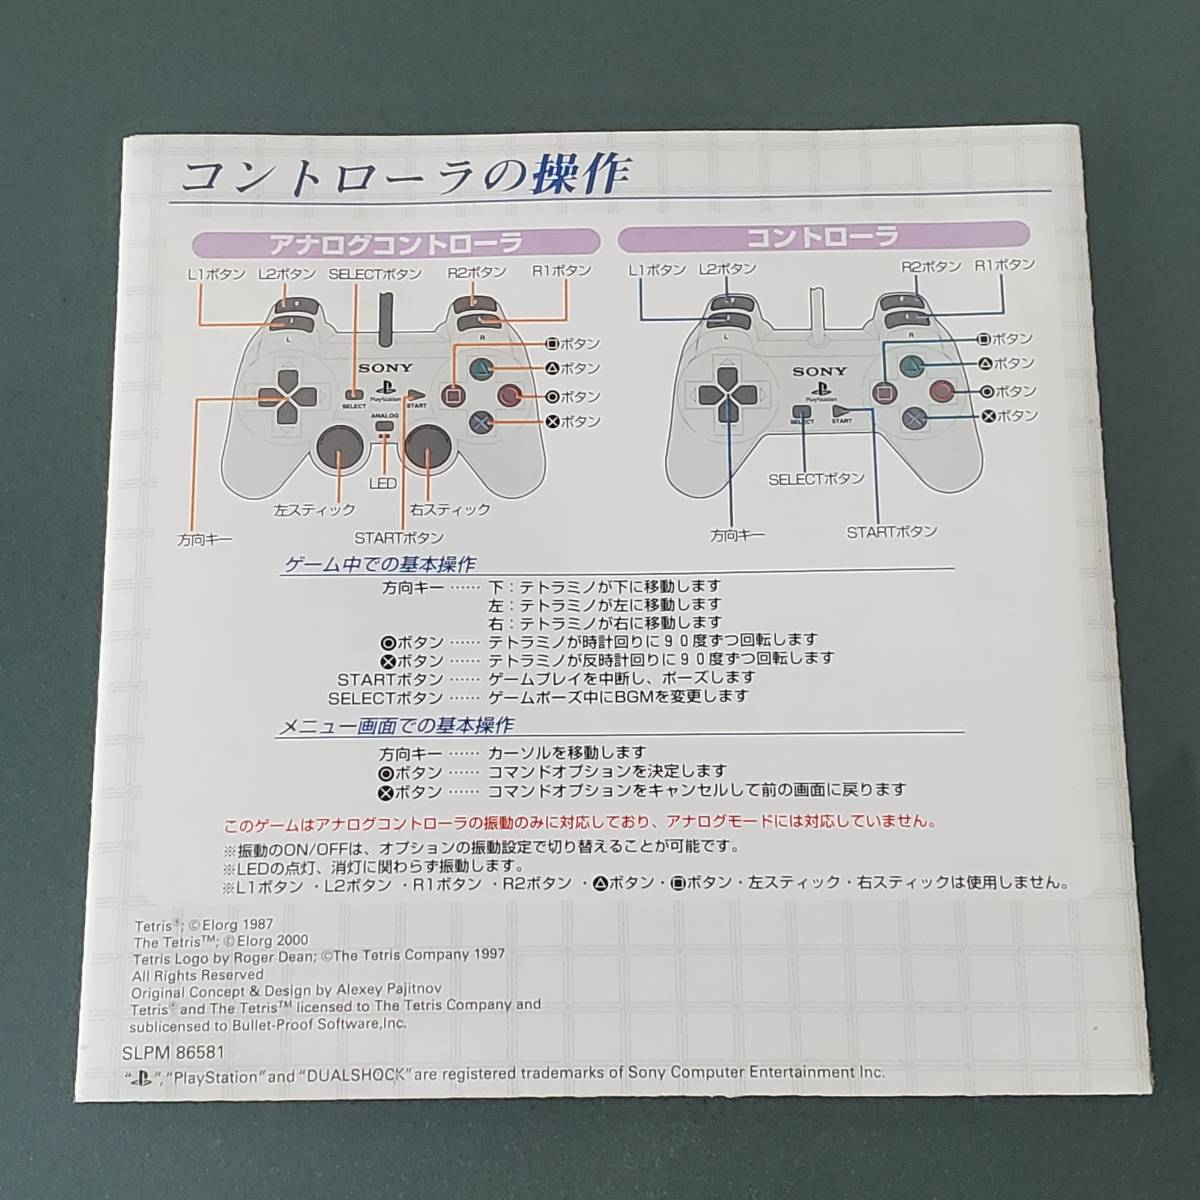 コントローラの操作
アナログコントローラ
L1ボタン L2ボタン SELECTボタン R2ボタン R1ボタン
L
R
SONY
PlayStation
SELECT
START
ANALOG
□ボタン
△ボタン
○ボタン
×ボタン
LED
左スティック
右スティック
方向キー
STARTボタン
コントローラ
L1ボタン L2ボタン R2ボタン R1ボタン
L
R
SONY
PlayStation
SELECT
START
□ボタン
△ボタン
○ボタン
×ボタン
SELECTボタン
方向キー
STARTボタン
ゲーム中での基本操作
方向キー …… 下：テトラミノが下に移動します
左：テトラミノが左に移動します
右：テトラミノが右に移動します
○ボタン …… テトラミノが時計回りに９０度ずつ回転します
×ボタン …… テトラミノが反時計回りに９０度ずつ回転します
STARTボタン …… ゲームプレイを中断し、ポーズします
SELECTボタン …… ゲームポーズ中にBGMを変更します
メニュー画面での基本操作
方向キー …… カーソルを移動します
○ボタン …… コマンドオプションを決定します
×ボタン …… コマンドオプションをキャンセルして前の画面に戻ります
このゲームはアナログコントローラの振動のみに対応しており、アナログモードには対応していません。
※振動のON/OFFは、オプションの振動設定で切り替えることが可能です。
※LEDの点灯、消灯に関わらず振動します。
※L1ボタン・L2ボタン・R1ボタン・R2ボタン・△ボタン・□ボタン・左スティック・右スティックは使用しません。
Tetris®; ©Elorg 1987
The Tetris™; ©Elorg 2000
Tetris Logo by Roger Dean; ©The Tetris Company 1997
All Rights Reserved
Original Concept & Design by Alexey Pajitnov
Tetris® and The Tetris™ licensed to The Tetris Company and
sublicensed to Bullet-Proof Software,Inc.
SLPM 86581
“ ”,“PlayStation” and “DUALSHOCK” are registered trademarks of Sony Computer Entertainment Inc.